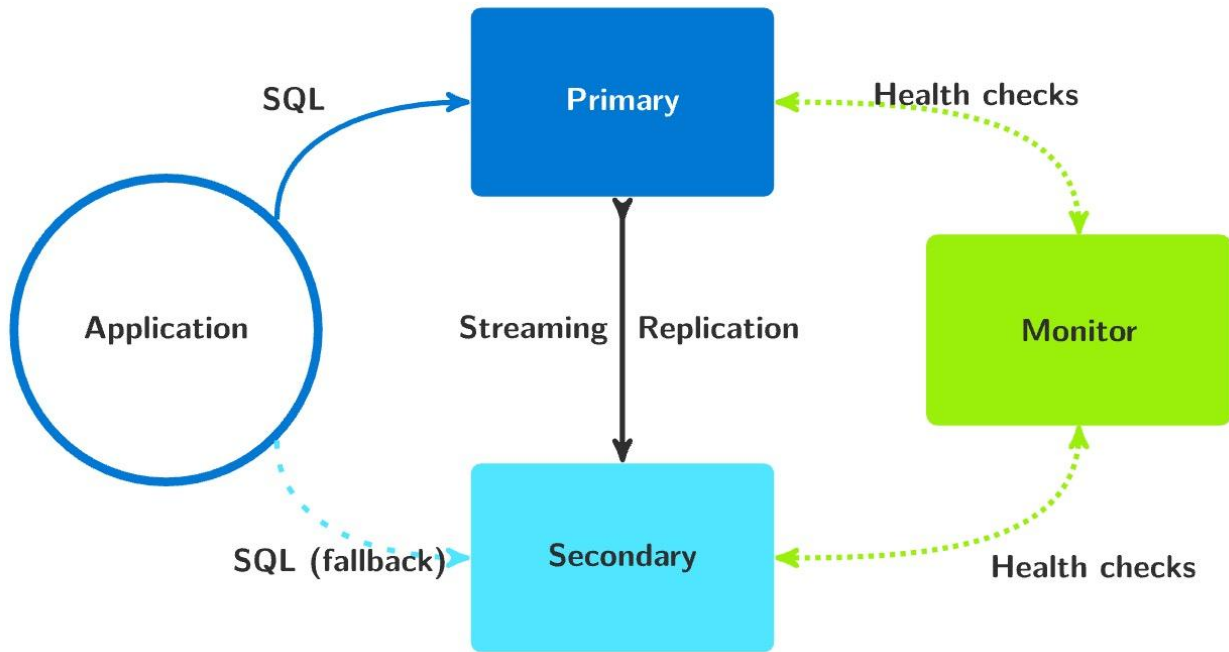 SQL
Primary
Health checks
Application
Streaming Replication
Monitor
SQL (fallback)
Secondary
Health checks